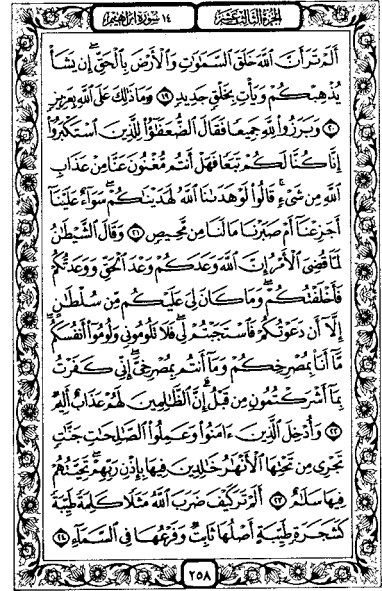 الجزء الثالث عشر ١٤ سورة إبراهيم
أَلَمْ تَرَ أَنَّ ٱللَّهَ خَلَقَ ٱلسَّمَٰوَٰتِ وَٱلْأَرْضَ بِٱلْحَقِّ ۚ إِن يَشَأْ
يُذْهِبْكُمْ وَيَأْتِ بِخَلْقٍ جَدِيدٍ ١٩ وَمَا ذَٰلِكَ عَلَى ٱللَّهِ بِعَزِيزٍ
٢٠ وَبَرَزُوا۟ لِلَّهِ جَمِيعًا فَقَالَ ٱلضُّعَفَٰٓؤُا۟ لِلَّذِينَ ٱسْتَكْبَرُوٓا۟
إِنَّا كُنَّا لَكُمْ تَبَعًا فَهَلْ أَنتُم مُّغْنُونَ عَنَّا مِنْ عَذَابِ
ٱللَّهِ مِن شَىْءٍ ۚ قَالُوا۟ لَوْ هَدَىٰنَا ٱللَّهُ لَهَدَيْنَٰكُمْ ۖ سَوَآءٌ عَلَيْنَآ
أَجَزِعْنَآ أَمْ صَبَرْنَا مَا لَنَا مِن مَّحِيصٍ ٢١ وَقَالَ ٱلشَّيْطَٰنُ
لَمَّا قُضِىَ ٱلْأَمْرُ إِنَّ ٱللَّهَ وَعَدَكُمْ وَعْدَ ٱلْحَقِّ وَوَعَدتُّكُمْ
فَأَخْلَفْتُكُمْ ۖ وَمَا كَانَ لِىَ عَلَيْكُم مِّن سُلْطَٰنٍ
إِلَّآ أَن دَعَوْتُكُمْ فَٱسْتَجَبْتُمْ لِى ۖ فَلَا تَلُومُونِى وَلُومُوٓا۟ أَنفُسَكُم ۖ
مَّآ أَنَا۠ بِمُصْرِخِكُمْ وَمَآ أَنتُم بِمُصْرِخِىَّ ۖ إِنِّى كَفَرْتُ
بِمَآ أَشْرَكْتُمُونِ مِن قَبْلُ ۗ إِنَّ ٱلظَّٰلِمِينَ لَهُمْ عَذَابٌ أَلِيمٌ
٢٢ وَأُدْخِلَ ٱلَّذِينَ ءَامَنُوا۟ وَعَمِلُوا۟ ٱلصَّٰلِحَٰتِ جَنَّٰتٍ
تَجْرِى مِن تَحْتِهَا ٱلْأَنْهَٰرُ خَٰلِدِينَ فِيهَا بِإِذْنِ رَبِّهِمْ ۖ تَحِيَّتُهُمْ
فِيهَا سَلَٰمٌ ٢٣ أَلَمْ تَرَ كَيْفَ ضَرَبَ ٱللَّهُ مَثَلًا كَلِمَةً طَيِّبَةً
كَشَجَرَةٍ طَيِّبَةٍ أَصْلُهَا ثَابِتٌ وَفَرْعُهَا فِى ٱلسَّمَآءِ ٢٤
٢٥٨